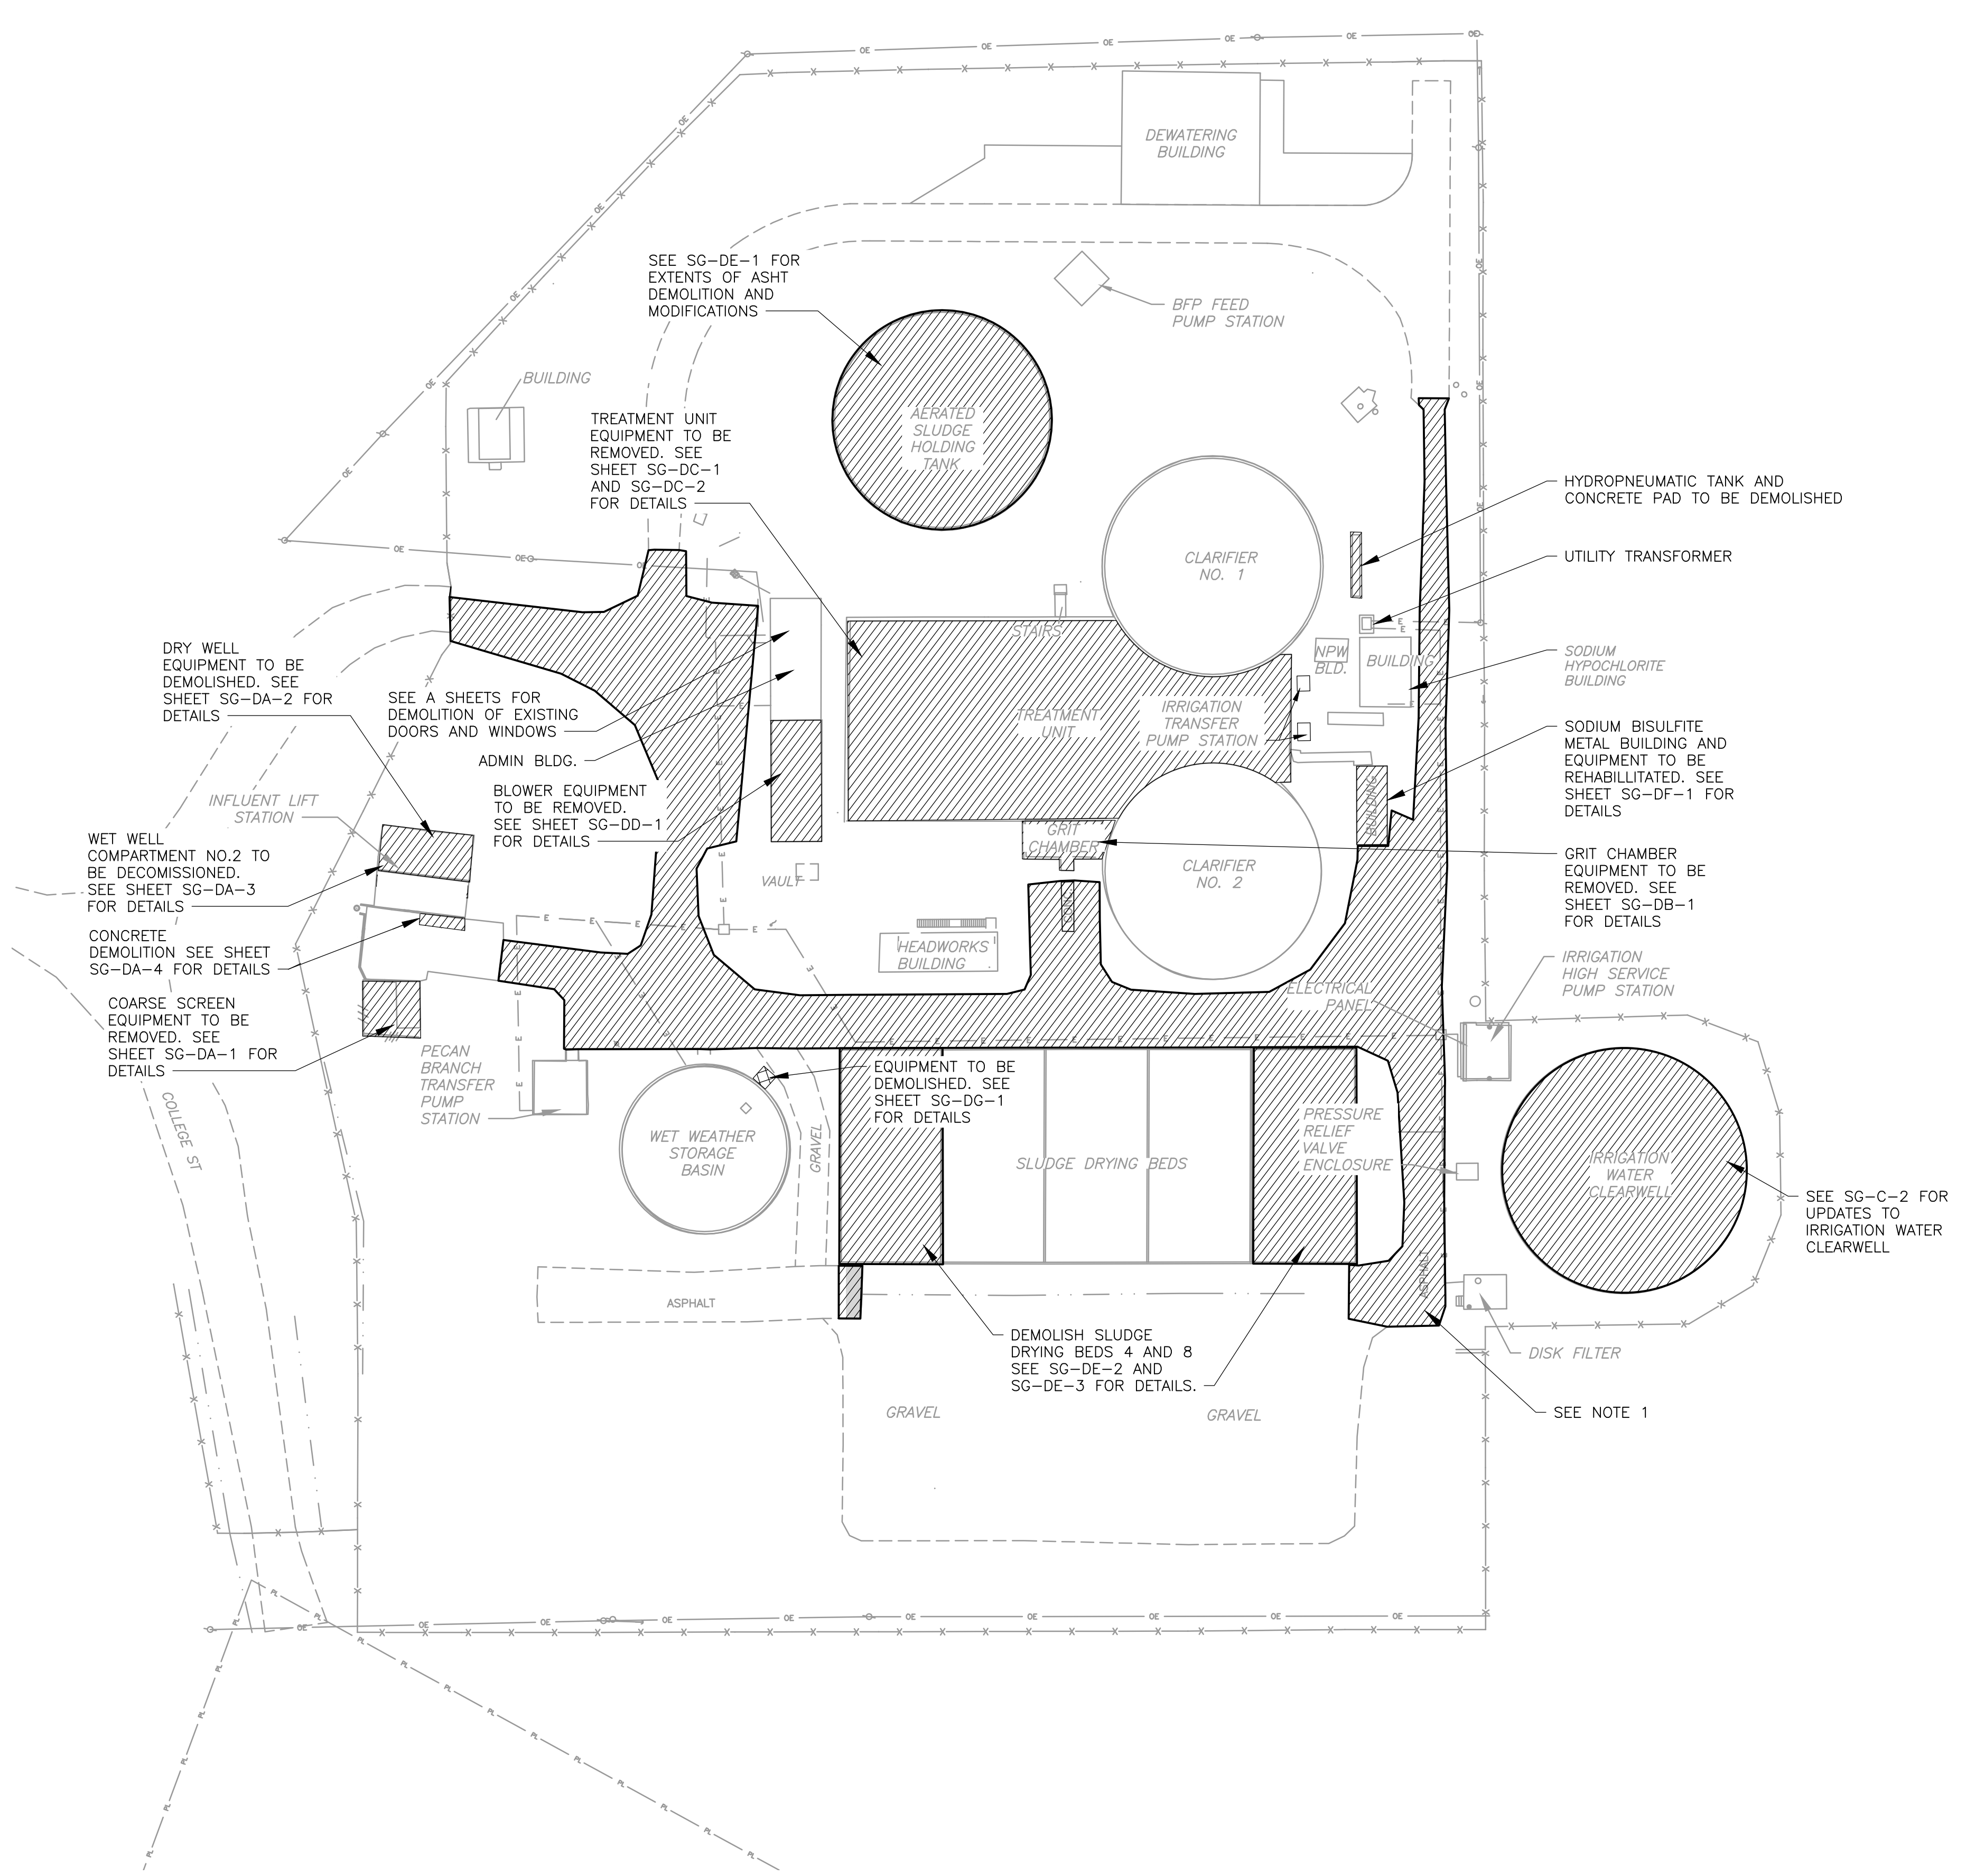 DEWATERING
BUILDING
SEE SG-DE-1 FOR
EXTENTS OF ASHT
DEMOLITION AND
MODIFICATIONS
BFP FEED
PUMP STATION
BUILDING
AERATED
SLUDGE
HOLDING
TANK
TREATMENT UNIT
EQUIPMENT TO BE
REMOVED. SEE
SHEET SG-DC-1
AND SG-DC-2
FOR DETAILS
HYDROPNEUMATIC TANK AND
CONCRETE PAD TO BE DEMOLISHED
CLARIFIER
NO. 1
UTILITY TRANSFORMER
STAIRS
NPW
BLD.
BUILDING
SODIUM
HYPOCHLORITE
BUILDING
DRY WELL
EQUIPMENT TO BE
DEMOLISHED. SEE
SHEET SG-DA-2 FOR
DETAILS
SEE A SHEETS FOR
DEMOLITION OF EXISTING
DOORS AND WINDOWS
ADMIN BLDG.
TREATMENT
UNIT
IRRIGATION
TRANSFER
PUMP STATION
SODIUM BISULFITE
METAL BUILDING AND
EQUIPMENT TO BE
REHABILLITATED. SEE
SHEET SG-DF-1 FOR
DETAILS
BUILDING
BLOWER EQUIPMENT
TO BE REMOVED.
SEE SHEET SG-DD-1
FOR DETAILS
INFLUENT LIFT
STATION
WET WELL
COMPARTMENT NO.2 TO
BE DECOMISSIONED.
SEE SHEET SG-DA-3
FOR DETAILS
GRIT
CHAMBER
CLARIFIER
NO. 2
GRIT CHAMBER
EQUIPMENT TO BE
REMOVED. SEE
SHEET SG-DB-1
FOR DETAILS
VAULT
CONC
CONCRETE
DEMOLITION SEE SHEET
SG-DA-4 FOR DETAILS
HEADWORKS
BUILDING
IRRIGATION
HIGH SERVICE
PUMP STATION
ELECTRICAL
PANEL
COARSE SCREEN
EQUIPMENT TO BE
REMOVED. SEE
SHEET SG-DA-1 FOR
DETAILS
PECAN
BRANCH
TRANSFER
PUMP
STATION
EQUIPMENT TO BE
DEMOLISHED. SEE
SHEET SG-DG-1
FOR DETAILS
COLLEGE ST
WET WEATHER
STORAGE
BASIN
GRAVEL
SLUDGE DRYING BEDS
PRESSURE
RELIEF
VALVE
ENCLOSURE
IRRIGATION
WATER
CLEARWELL
SEE SG-C-2 FOR
UPDATES TO
IRRIGATION WATER
CLEARWELL
ASPHALT
ASPHALT
DEMOLISH SLUDGE
DRYING BEDS 4 AND 8
SEE SG-DE-2 AND
SG-DE-3 FOR DETAILS.
DISK FILTER
GRAVEL
GRAVEL
SEE NOTE 1